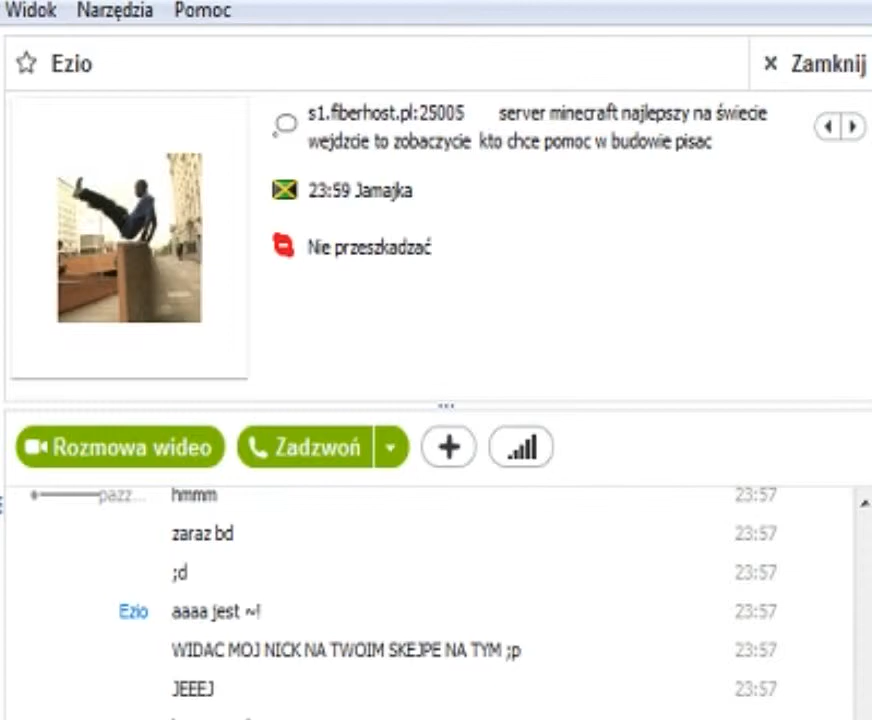 Widok Narzędzia Pomoc
Ezio
Zamknij
s1.fiberhost.pl:25005 server minecraft najlepszy na świecie
wejdzcie to zobaczycie kto chce pomoc w budowie pisac
23:59 Jamajka
Nie przeszkadzać
Rozmowa wideo Zadzwoń
pazz... hmmm 23:57
zaraz bd 23:57
;d 23:57
Ezio aaaa jest ~! 23:57
WIDAC MOJ NICK NA TWOIM SKEJPE NA TYM ;p 23:57
JEEEJ 23:57